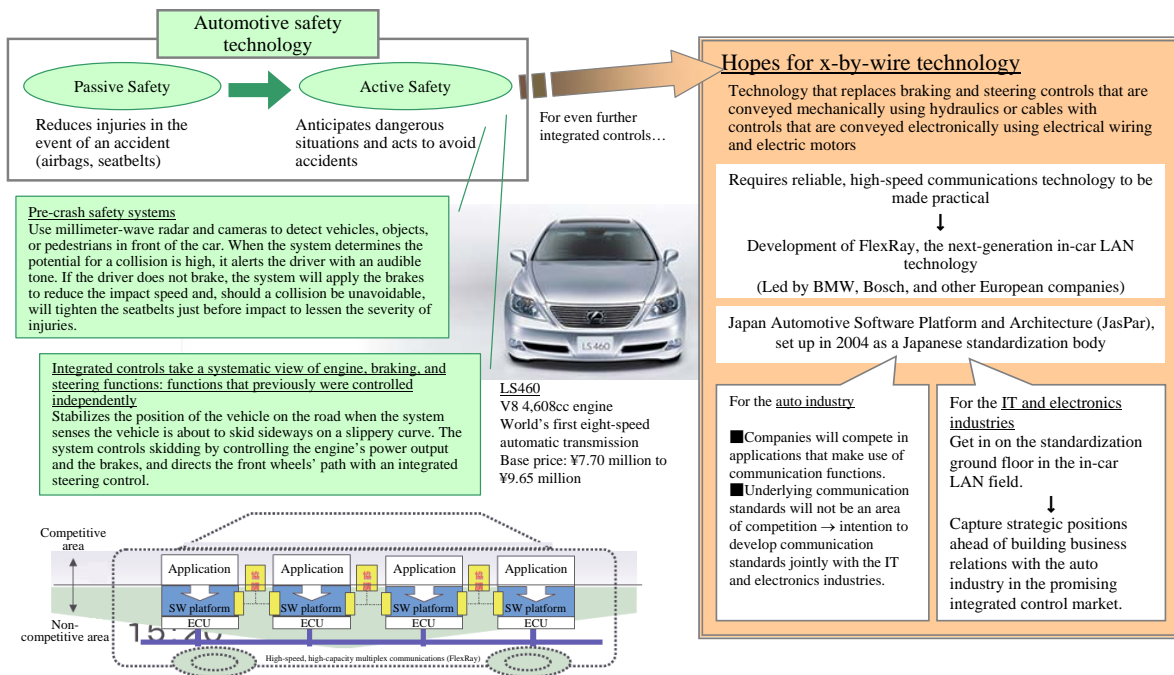 Automotive safety
technology
Passive Safety
Active Safety
Reduces injuries in the
event of an accident
(airbags, seatbelts)
Anticipates dangerous
situations and acts to avoid
accidents
For even further
integrated controls…
Pre-crash safety systems
Use millimeter-wave radar and cameras to detect vehicles, objects,
or pedestrians in front of the car. When the system determines the
potential for a collision is high, it alerts the driver with an audible
tone. If the driver does not brake, the system will apply the brakes
to reduce the impact speed and, should a collision be unavoidable,
will tighten the seatbelts just before impact to lessen the severity of
injuries.
Integrated controls take a systematic view of engine, braking, and
steering functions: functions that previously were controlled
independently
Stabilizes the position of the vehicle on the road when the system
senses the vehicle is about to skid sideways on a slippery curve. The
system controls skidding by controlling the engine's power output
and the brakes, and directs the front wheels' path with an integrated
steering control.
LS460
LS460
V8 4,608cc engine
World's first eight-speed
automatic transmission
Base price: ¥7.70 million to
¥9.65 million
Hopes for x-by-wire technology
Technology that replaces braking and steering controls that are
conveyed mechanically using hydraulics or cables with
controls that are conveyed electronically using electrical wiring
and electric motors
Requires reliable, high-speed communications technology to be
made practical
↓
Development of FlexRay, the next-generation in-car LAN
technology
(Led by BMW, Bosch, and other European companies)
Japan Automotive Software Platform and Architecture (JasPar),
set up in 2004 as a Japanese standardization body
For the auto industry
■Companies will compete in
applications that make use of
communication functions.
■Underlying communication
standards will not be an area
of competition → intention to
develop communication
standards jointly with the IT
and electronics industries.
For the IT and electronics
industries
Get in on the standardization
ground floor in the in-car
LAN field.
↓
Capture strategic positions
ahead of building business
relations with the auto
industry in the promising
integrated control market.
Competitive
area
Non-
competitive area
Application
SW platform
ECU
協調
Application
SW platform
ECU
協調
Application
SW platform
ECU
協調
Application
SW platform
ECU
15:20
High-speed, high-capacity multiplex communications (FlexRay)